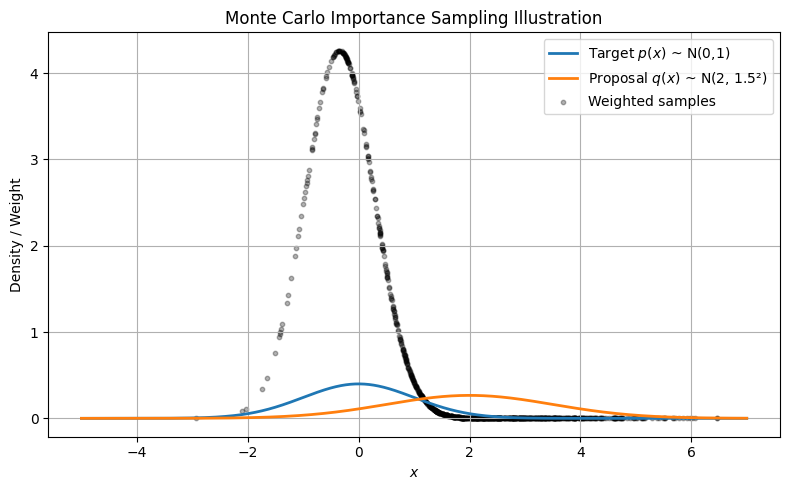 Monte Carlo Importance Sampling Illustration
Target p(x) ~ N(0,1)
Proposal q(x) ~ N(2, 1.5²)
Weighted samples
Density / Weight
4
3
2
1
0
−4
−2
0
2
4
6
x